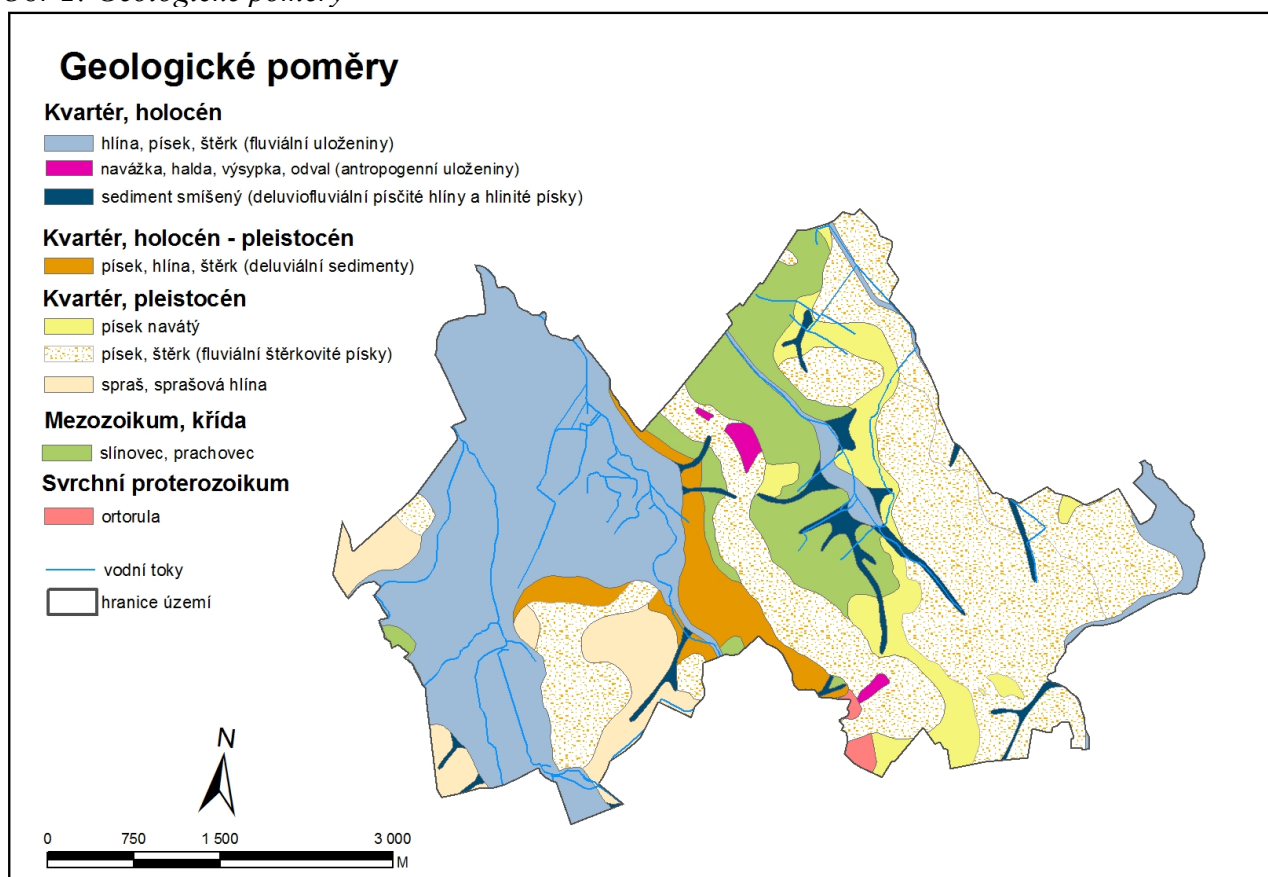 Geologické poměry
Kvartér, holocén
hlína, písek, štěrk (fluviální uloženiny)
navážka, halda, výsypka, odval (antropogenní uloženiny)
sediment smíšený (deluviofluviální písčité hlíny a hlinité písky)
Kvartér, holocén - pleistocén
písek, hlína, štěrk (deluviální sedimenty)
Kvartér, pleistocén
písek navátý
písek, štěrk (fluviální štěrkovité písky)
spraš, sprašová hlína
Mezozoikum, křída
slínovec, prachovec
Svrchní proterozoikum
ortorula
vodní toky
hranice území
N
0 750 1 500 3 000
M